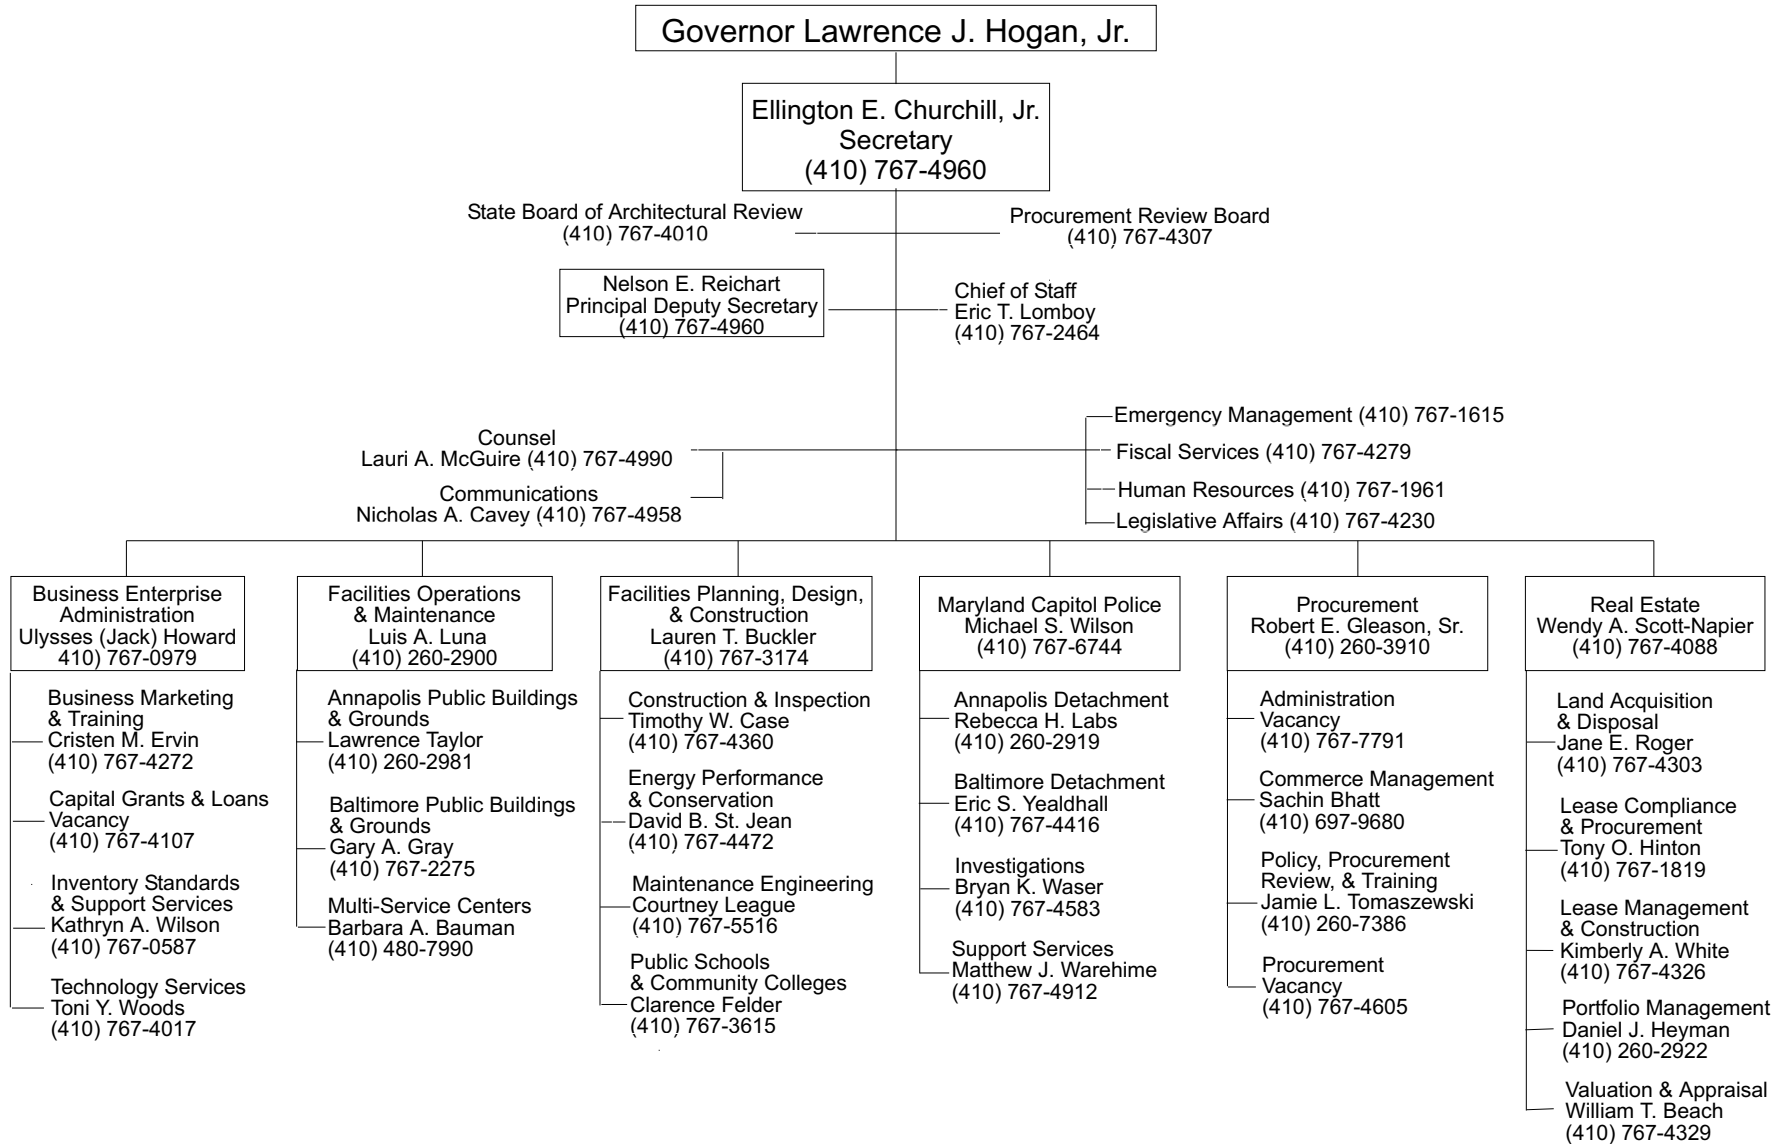 Governor Lawrence J. Hogan, Jr.
Ellington E. Churchill, Jr.
Secretary
(410) 767-4960
State Board of Architectural Review
(410) 767-4010
Procurement Review Board
(410) 767-4307
Nelson E. Reichart
Principal Deputy Secretary
(410) 767-4960
Chief of Staff
Eric T. Lomboy
(410) 767-2464
Counsel
Lauri A. McGuire (410) 767-4990
Communications
Nicholas A. Cavey (410) 767-4958
Emergency Management (410) 767-1615
Fiscal Services (410) 767-4279
Human Resources (410) 767-1961
Legislative Affairs (410) 767-4230
Business Enterprise
Administration
Ulysses (Jack) Howard
410) 767-0979
Business Marketing
& Training
Cristen M. Ervin
(410) 767-4272
Capital Grants & Loans
Vacancy
(410) 767-4107
Inventory Standards
& Support Services
Kathryn A. Wilson
(410) 767-0587
Technology Services
Toni Y. Woods
(410) 767-4017
Facilities Operations
& Maintenance
Luis A. Luna
(410) 260-2900
Annapolis Public Buildings
& Grounds
Lawrence Taylor
(410) 260-2981
Baltimore Public Buildings
& Grounds
Gary A. Gray
(410) 767-2275
Multi-Service Centers
Barbara A. Bauman
(410) 480-7990
Facilities Planning, Design,
& Construction
Lauren T. Buckler
(410) 767-3174
Construction & Inspection
Timothy W. Case
(410) 767-4360
Energy Performance
& Conservation
David B. St. Jean
(410) 767-4472
Maintenance Engineering
Courtney League
(410) 767-5516
Public Schools
& Community Colleges
Clarence Felder
(410) 767-3615
Maryland Capitol Police
Michael S. Wilson
(410) 767-6744
Annapolis Detachment
Rebecca H. Labs
(410) 260-2919
Baltimore Detachment
Eric S. Yealdhall
(410) 767-4416
Investigations
Bryan K. Waser
(410) 767-4583
Support Services
Matthew J. Warehime
(410) 767-4912
Procurement
Robert E. Gleason, Sr.
(410) 260-3910
Administration
Vacancy
(410) 767-7791
Commerce Management
Sachin Bhatt
(410) 697-9680
Policy, Procurement
Review, & Training
Jamie L. Tomaszewski
(410) 260-7386
Procurement
Vacancy
(410) 767-4605
Real Estate
Wendy A. Scott-Napier
(410) 767-4088
Land Acquisition
& Disposal
Jane E. Roger
(410) 767-4303
Lease Compliance
& Procurement
Tony O. Hinton
(410) 767-1819
Lease Management
& Construction
Kimberly A. White
(410) 767-4326
Portfolio Management
Daniel J. Heyman
(410) 260-2922
Valuation & Appraisal
William T. Beach
(410) 767-4329